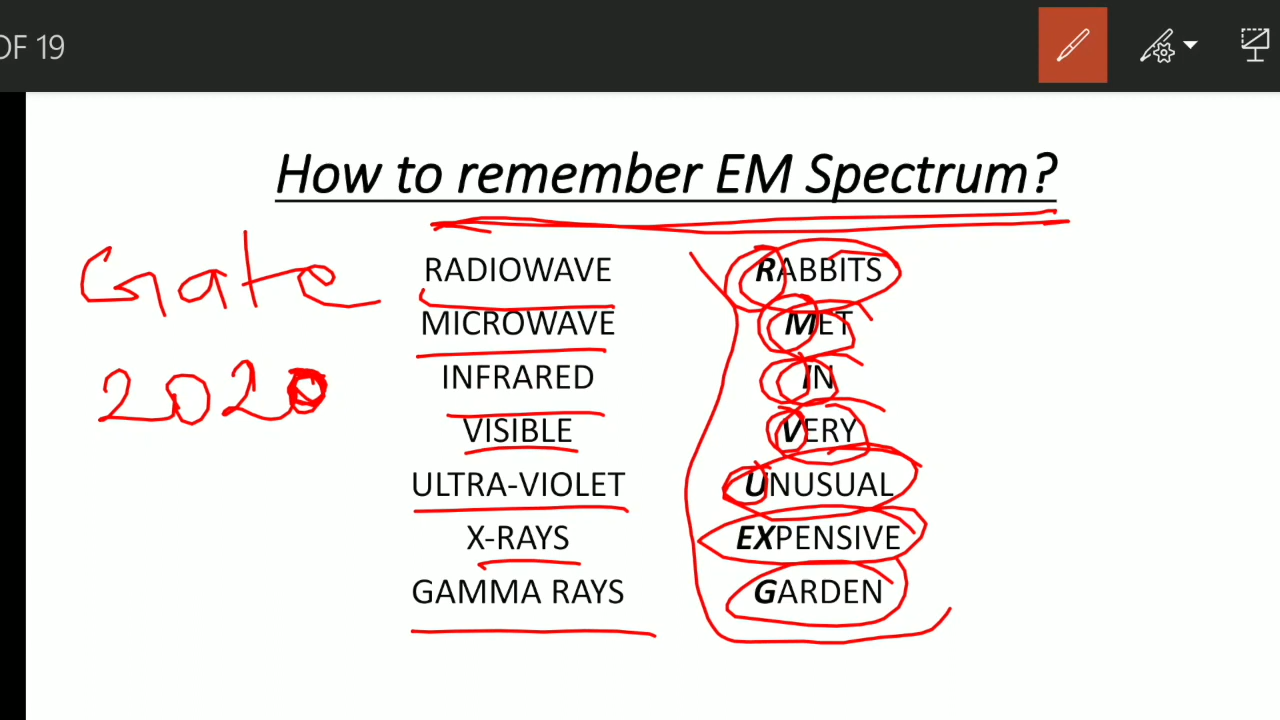 OF 19
How to remember EM Spectrum?
Gate
2020
RADIOWAVE RABBITS
MICROWAVE MET
INFRARED IN
VISIBLE VERY
ULTRA-VIOLET UNUSUAL
X-RAYS EXPENSIVE
GAMMA RAYS GARDEN